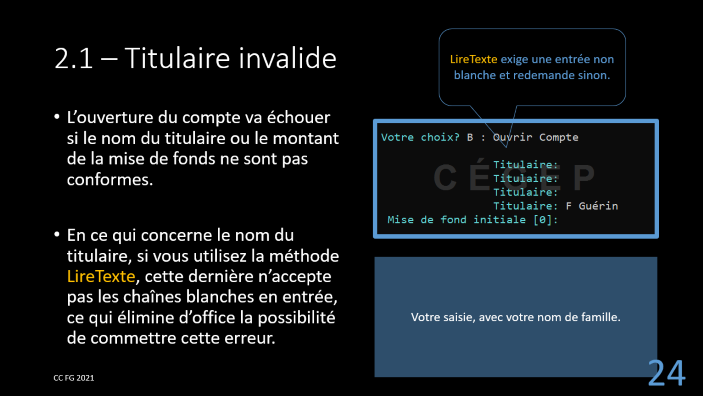 2.1 – Titulaire invalide
• L’ouverture du compte va échouer
si le nom du titulaire ou le montant
de la mise de fonds ne sont pas
conformes.
• En ce qui concerne le nom du
titulaire, si vous utilisez la méthode
LireTexte, cette dernière n’accepte
pas les chaînes blanches en entrée,
ce qui élimine d’office la possibilité
de commettre cette erreur.
LireTexte exige une entrée non
blanche et redemande sinon.
Votre choix? B : Ouvrir Compte
Titulaire:
Titulaire:
Titulaire:
Titulaire: F Guérin
Mise de fond initiale [0]:
CÉGEP
Votre saisie, avec votre nom de famille.
CC FG 2021
24